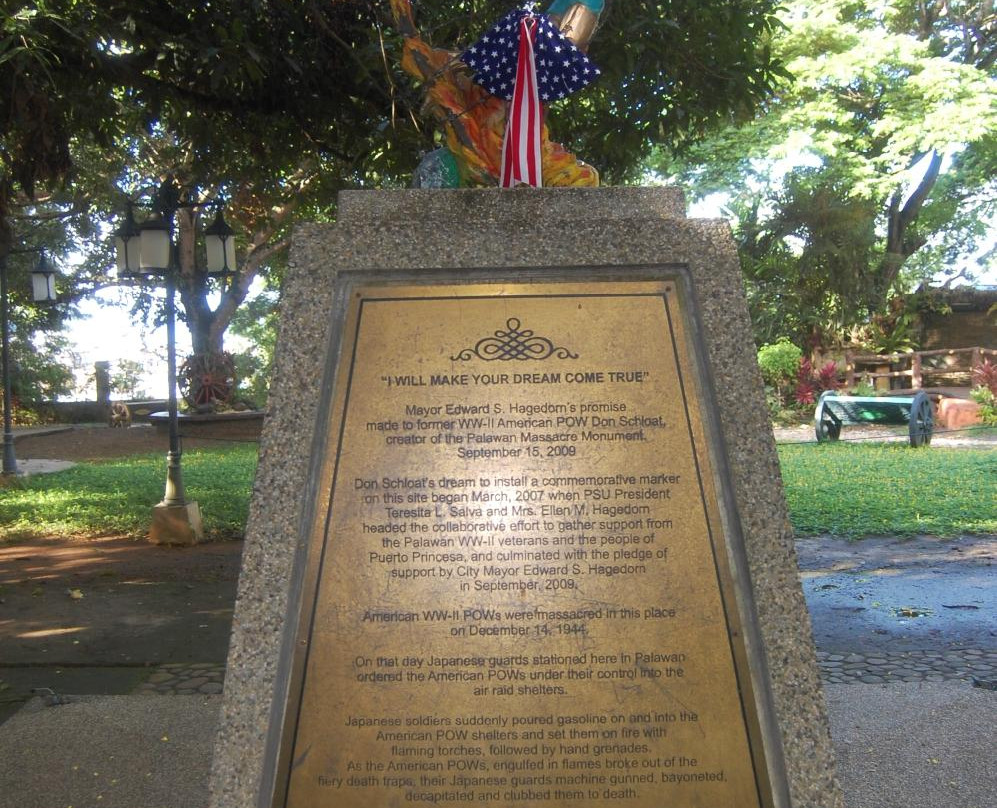 "I WILL MAKE YOUR DREAM COME TRUE"
Mayor Edward S. Hagedorn's promise
made to former WW-II American POW Don Schloat,
creator of the Palawan Massacre Monument,
September 15, 2009
Don Schloat's dream to install a commemorative marker
on this site began March, 2007 when PSU President
Teresita L. Salva and Mrs. Ellen M. Hagedorn
headed the collaborative effort to gather support from
the Palawan WW-II veterans and the people of
Puerto Princesa, and culminated with the pledge of
support by City Mayor Edward S. Hagedorn
in September, 2009.
American WW-II POWs were massacred in this place
on December 14, 1944.
On that day Japanese guards stationed here in Palawan
ordered the American POWs under their control into the
air raid shelters.
Japanese soldiers suddenly poured gasoline on and into the
American POW shelters and set them on fire with
flaming torches, followed by hand grenades.
As the American POWs, engulfed in flames broke out of the
fiery death traps, their Japanese guards machine gunned, bayoneted,
decapitated and clubbed them to death.